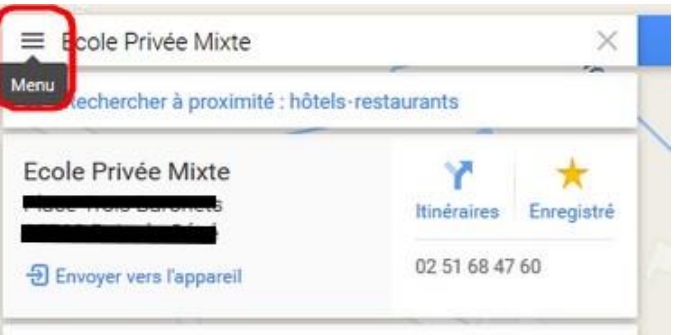 Ecole Privée Mixte
Menu
Rechercher à proximité : hôtels·restaurants
Ecole Privée Mixte
Itinéraires Enregistré
Envoyer vers l'appareil
02 51 68 47 60